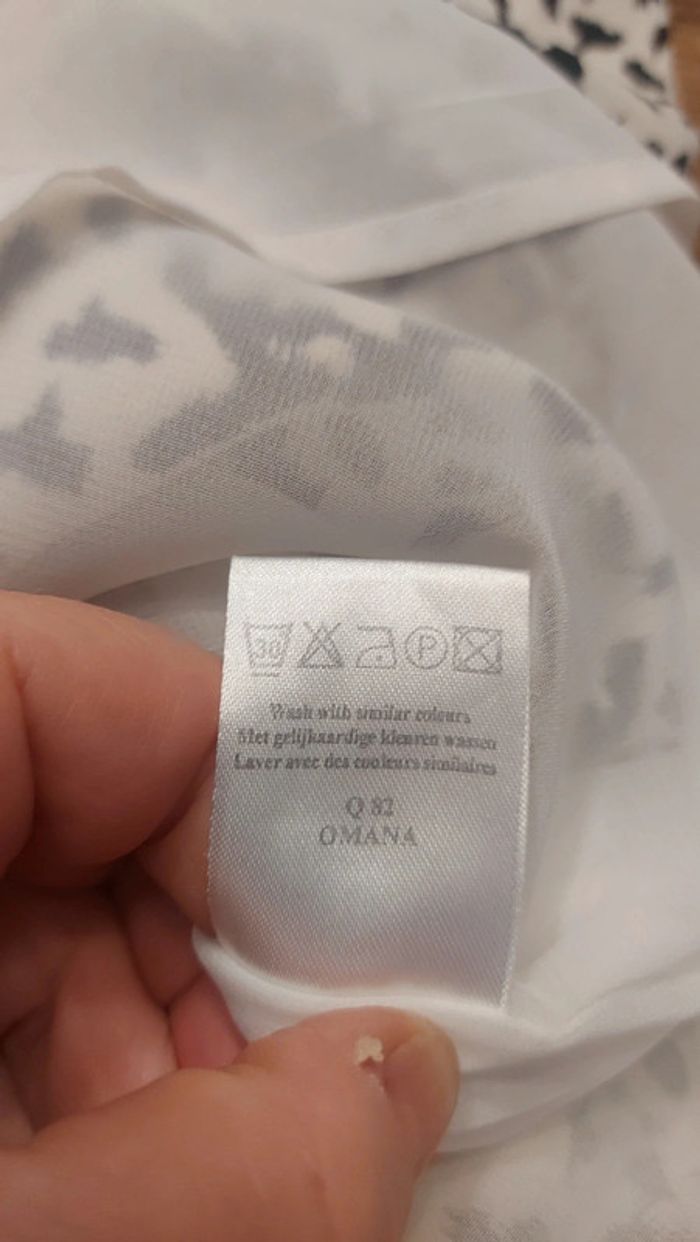 30 P
Wash with similar colours
Met gelijkaardige kleuren wassen
Laver avec des couleurs similaires
Q 82
OMANA